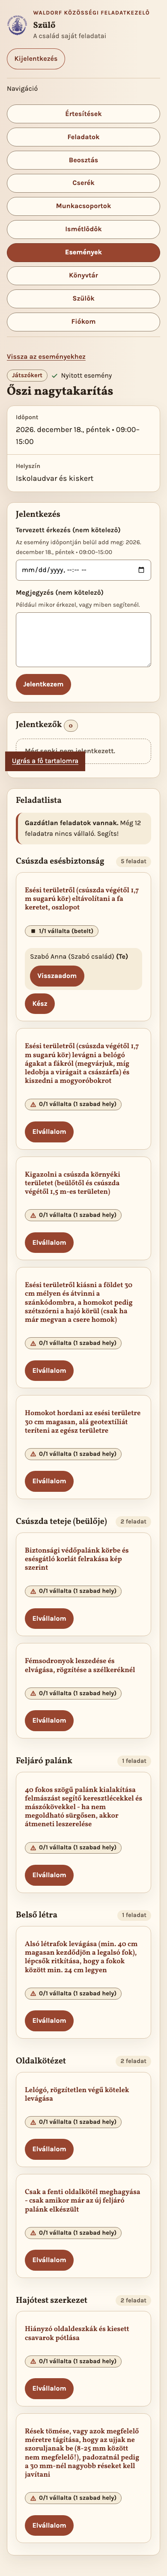 WALDORF KÖZÖSSÉGI FELADATKEZELŐ
Szülő
A család saját feladatai
Kijelentkezés
Navigáció
Értesítések
Feladatok
Beosztás
Cserék
Munkacsoportok
Ismétlődők
Események
Könyvtár
Szülők
Fiókom
Vissza az eseményekhez
Játszókert
Nyitott esemény
Őszi nagytakarítás
Időpont
2026. december 18., péntek • 09:00–
15:00
Helyszín
Iskolaudvar és kiskert
Jelentkezés
Tervezett érkezés (nem kötelező)
Az esemény időpontján belül add meg: 2026.
december 18., péntek • 09:00–15:00
mm/dd/yyyy, --:-- --
Megjegyzés (nem kötelező)
Például mikor érkezel, vagy miben segítenél.
Jelentkezem
Jelentkezők 0
Még senki nem jelentkezett.
Ugrás a fő tartalomra
Feladatlista
Gazdátlan feladatok vannak. Még 12
feladatra nincs vállaló. Segíts!
Csúszda esésbiztonság
5 feladat
Esési területről (csúszda végétől 1,7
m sugarú kör) eltávolítani a fa
keretet, oszlopot
1/1 vállalta (betelt)
Szabó Anna (Szabó család) (Te)
Visszaadom
Kész
Esési területről (csúszda végétől 1,7
m sugarú kör) levágni a belógó
ágakat a fákról (megvárjuk, míg
ledobja a virágait a császárfa) és
kiszedni a mogyoróbokrot
0/1 vállalta (1 szabad hely)
Elvállalom
Kigazolni a csúszda környéki
területet (beülőtől és csúszda
végétől 1,5 m-es területen)
0/1 vállalta (1 szabad hely)
Elvállalom
Esési területről kiásni a földet 30
cm mélyen és átvinni a
szánkódombra, a homokot pedig
szétszórni a hajó körül (csak ha
már megvan a csere homok)
0/1 vállalta (1 szabad hely)
Elvállalom
Homokot hordani az esési területre
30 cm magasan, alá geotextíliát
teríteni az egész területre
0/1 vállalta (1 szabad hely)
Elvállalom
Csúszda teteje (beülője)
2 feladat
Biztonsági védőpalánk körbe és
esésgátló korlát felrakása kép
szerint
0/1 vállalta (1 szabad hely)
Elvállalom
Fémsodronyok leszedése és
elvágása, rögzítése a szélkeréknél
0/1 vállalta (1 szabad hely)
Elvállalom
Feljáró palánk
1 feladat
40 fokos szögű palánk kialakítása
felmászást segítő keresztlécekkel és
mászókövekkel - ha nem
megoldható sürgősen, akkor
átmeneti leszerelése
0/1 vállalta (1 szabad hely)
Elvállalom
Belső létra
1 feladat
Alsó létrafok levágása (min. 40 cm
magasan kezdődjön a legalsó fok),
lépcsők ritkítása, hogy a fokok
között min. 24 cm legyen
0/1 vállalta (1 szabad hely)
Elvállalom
Oldalkötézet
2 feladat
Lelógó, rögzítetlen végű kötelek
levágása
0/1 vállalta (1 szabad hely)
Elvállalom
Csak a fenti oldalkötél meghagyása
- csak amikor már az új feljáró
palánk elkészült
0/1 vállalta (1 szabad hely)
Elvállalom
Hajótest szerkezet
2 feladat
Hiányzó oldaldeszkák és kiesett
csavarok pótlása
0/1 vállalta (1 szabad hely)
Elvállalom
Rések tömése, vagy azok megfelelő
méretre tágítása, hogy az ujjak ne
szoruljanak be (8-25 mm között
nem megfelelő!), padozatnál pedig
a 30 mm-nél nagyobb réseket kell
javítani
0/1 vállalta (1 szabad hely)
Elvállalom